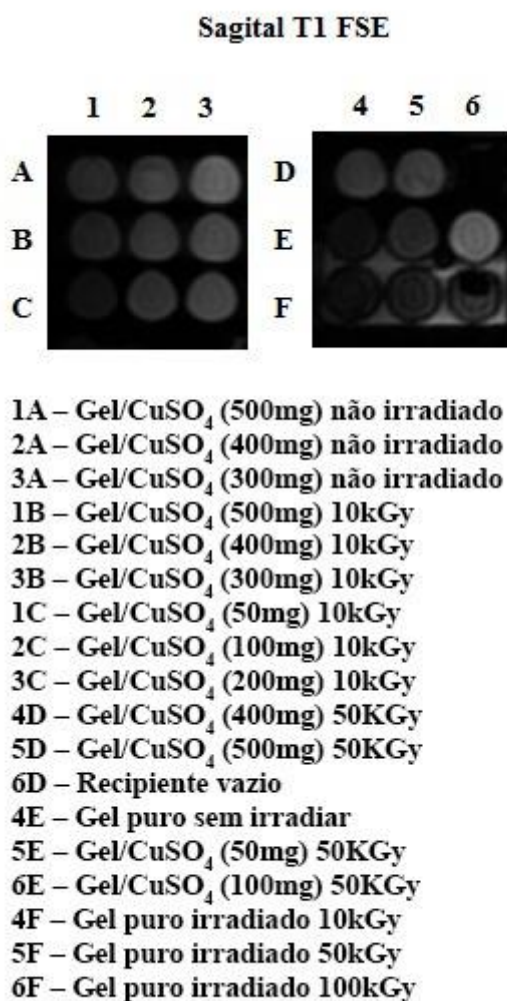 Sagital T1 FSE
1 2 3 4 5 6
A D
B E
C F
1A – Gel/CuSO₄ (500mg) não irradiado
2A – Gel/CuSO₄ (400mg) não irradiado
3A – Gel/CuSO₄ (300mg) não irradiado
1B – Gel/CuSO₄ (500mg) 10kGy
2B – Gel/CuSO₄ (400mg) 10kGy
3B – Gel/CuSO₄ (300mg) 10kGy
1C – Gel/CuSO₄ (50mg) 10kGy
2C – Gel/CuSO₄ (100mg) 10kGy
3C – Gel/CuSO₄ (200mg) 10kGy
4D – Gel/CuSO₄ (400mg) 50KGy
5D – Gel/CuSO₄ (500mg) 50KGy
6D – Recipiente vazio
4E – Gel puro sem irradiar
5E – Gel/CuSO₄ (50mg) 50KGy
6E – Gel/CuSO₄ (100mg) 50KGy
4F – Gel puro irradiado 10kGy
5F – Gel puro irradiado 50kGy
6F – Gel puro irradiado 100kGy